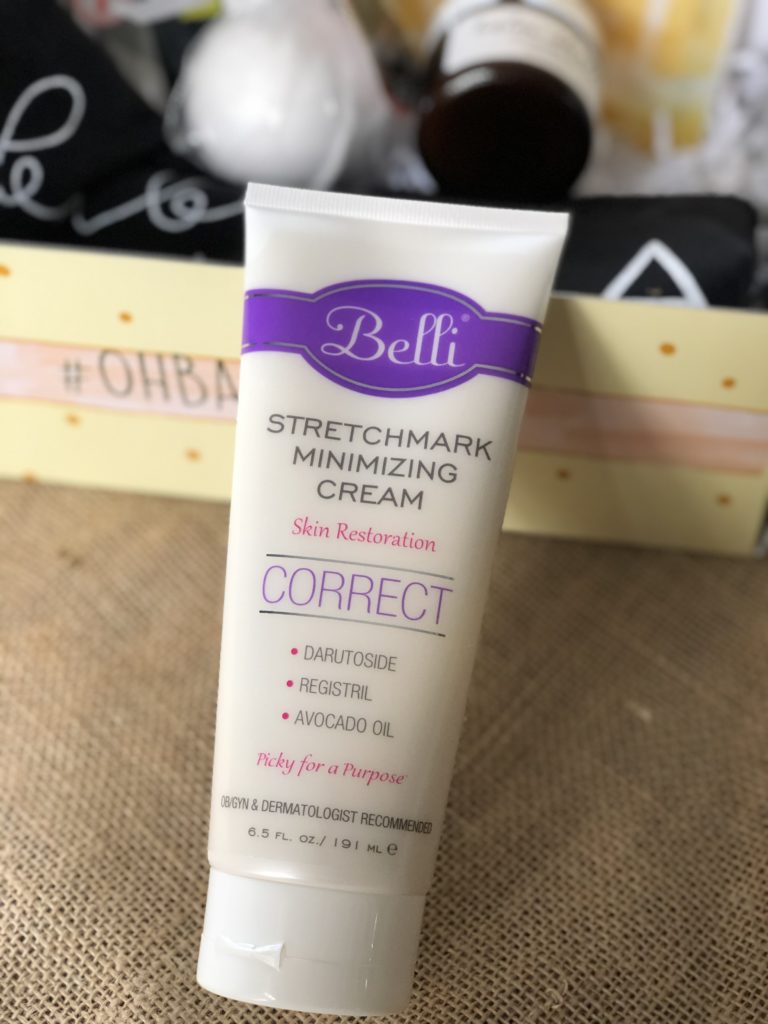 Belli®
STRETCHMARK
MINIMIZING
CREAM
Skin Restoration
CORRECT
• DARUTOSIDE
• REGISTRIL
• AVOCADO OIL
Picky for a Purpose
OB/GYN & DERMATOLOGIST RECOMMENDED
6.5 FL. OZ./ 191 ML ℮
#OHBA